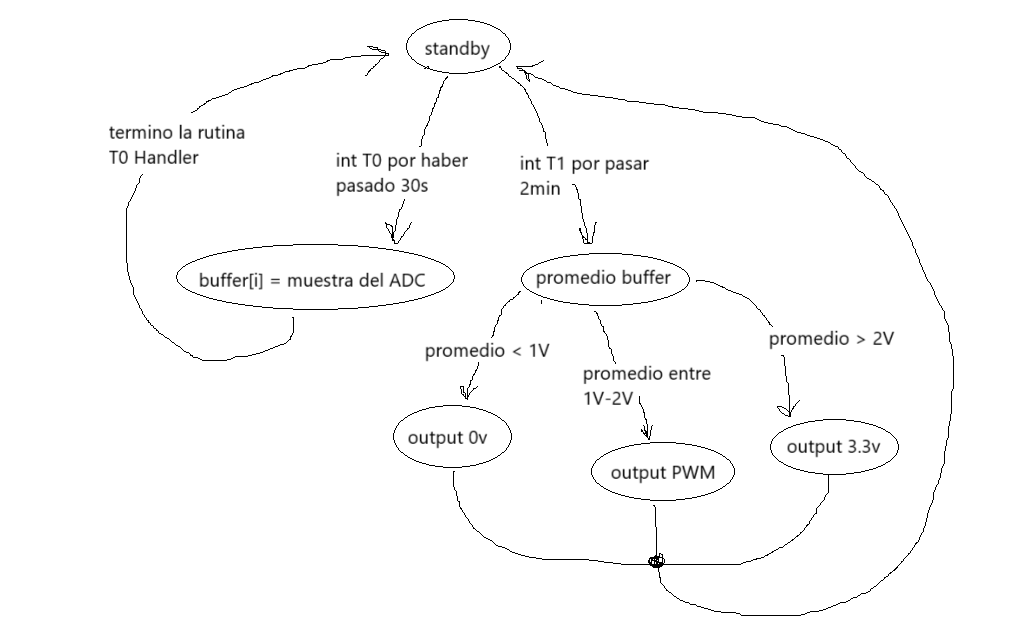 standby
termino la rutina
T0 Handler
int T0 por haber
pasado 30s
int T1 por pasar
2min
buffer[i] = muestra del ADC
promedio buffer
promedio < 1V
promedio entre
1V-2V
promedio > 2V
output 0v
output PWM
output 3.3v